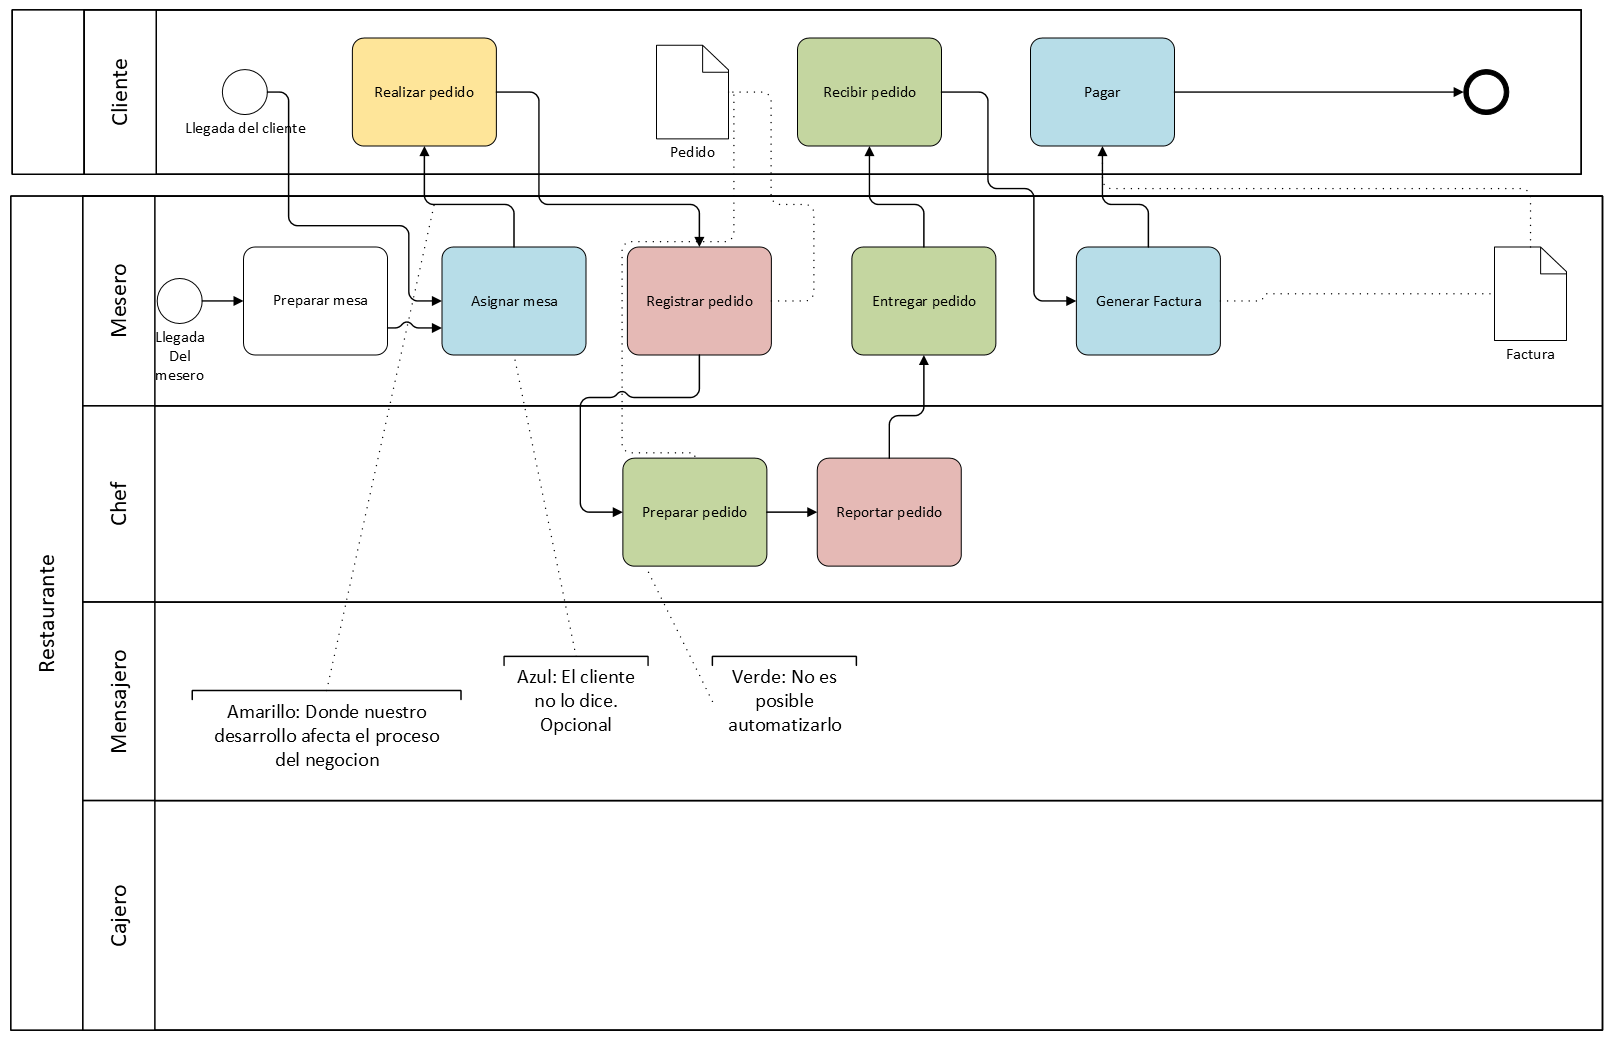 Cliente
Llegada del cliente
Realizar pedido
Pedido
Recibir pedido
Pagar
Restaurante
Mesero
Llegada
Del
mesero
Preparar mesa
Asignar mesa
Registrar pedido
Entregar pedido
Generar Factura
Factura
Chef
Preparar pedido
Reportar pedido
Mensajero
Amarillo: Donde nuestro
desarrollo afecta el proceso
del negocion
Azul: El cliente
no lo dice.
Opcional
Verde: No es
posible
automatizarlo
Cajero